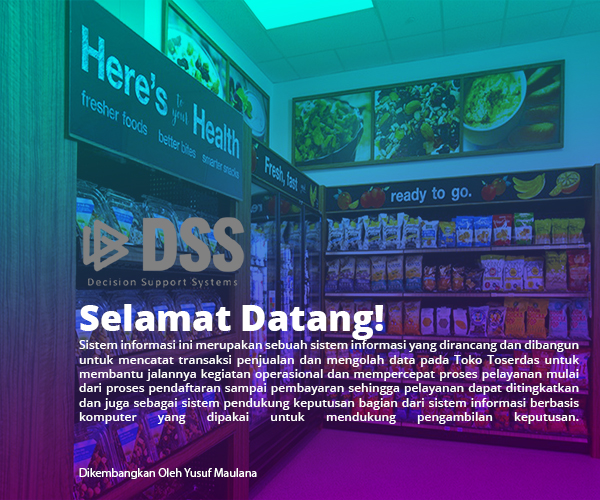 Here's
to
your
Health
fresher foods better bites smarter snacks
Fresh, fast
ready to go.
DSS
Decision Support Systems
Selamat Datang!
Sistem informasi ini merupakan sebuah sistem informasi yang dirancang dan dibangun
untuk mencatat transaksi penjualan dan mengolah data pada Toko Toserdas untuk
membantu jalannya kegiatan operasional dan mempercepat proses pelayanan mulai
dari proses pendaftaran sampai pembayaran sehingga pelayanan dapat ditingkatkan
dan juga sebagai sistem pendukung keputusan bagian dari sistem informasi berbasis
komputer yang dipakai untuk mendukung pengambilan keputusan.
Dikembangkan Oleh Yusuf Maulana